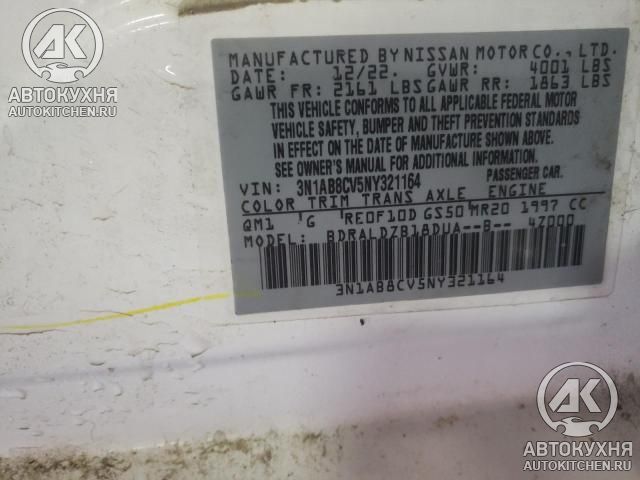 MANUFACTURED BY NISSAN MOTOR CO., LTD.
DATE: 12/22. GVWR: 4001 LBS
GAWR FR: 2161 LBS GAWR RR: 1863 LBS
THIS VEHICLE CONFORMS TO ALL APPLICABLE FEDERAL MOTOR
VEHICLE SAFETY, BUMPER AND THEFT PREVENTION STANDARDS
IN EFFECT ON THE DATE OF MANUFACTURE SHOWN ABOVE.
SEE OWNER'S MANUAL FOR ADDITIONAL INFORMATION.
VIN: 3N1AB8CV5NY321164 PASSENGER CAR.
COLOR TRIM TRANS AXLE ENGINE
QM1 G RE0F10D GS50 MR20 1997 CC
MODEL: BDRALDZB18DUA--B-- 47000
3N1AB8CV5NY321164
АК
АВТОКУХНЯ
AUTOKITCHEN.RU
АК
АВТОКУХНЯ
AUTOKITCHEN.RU